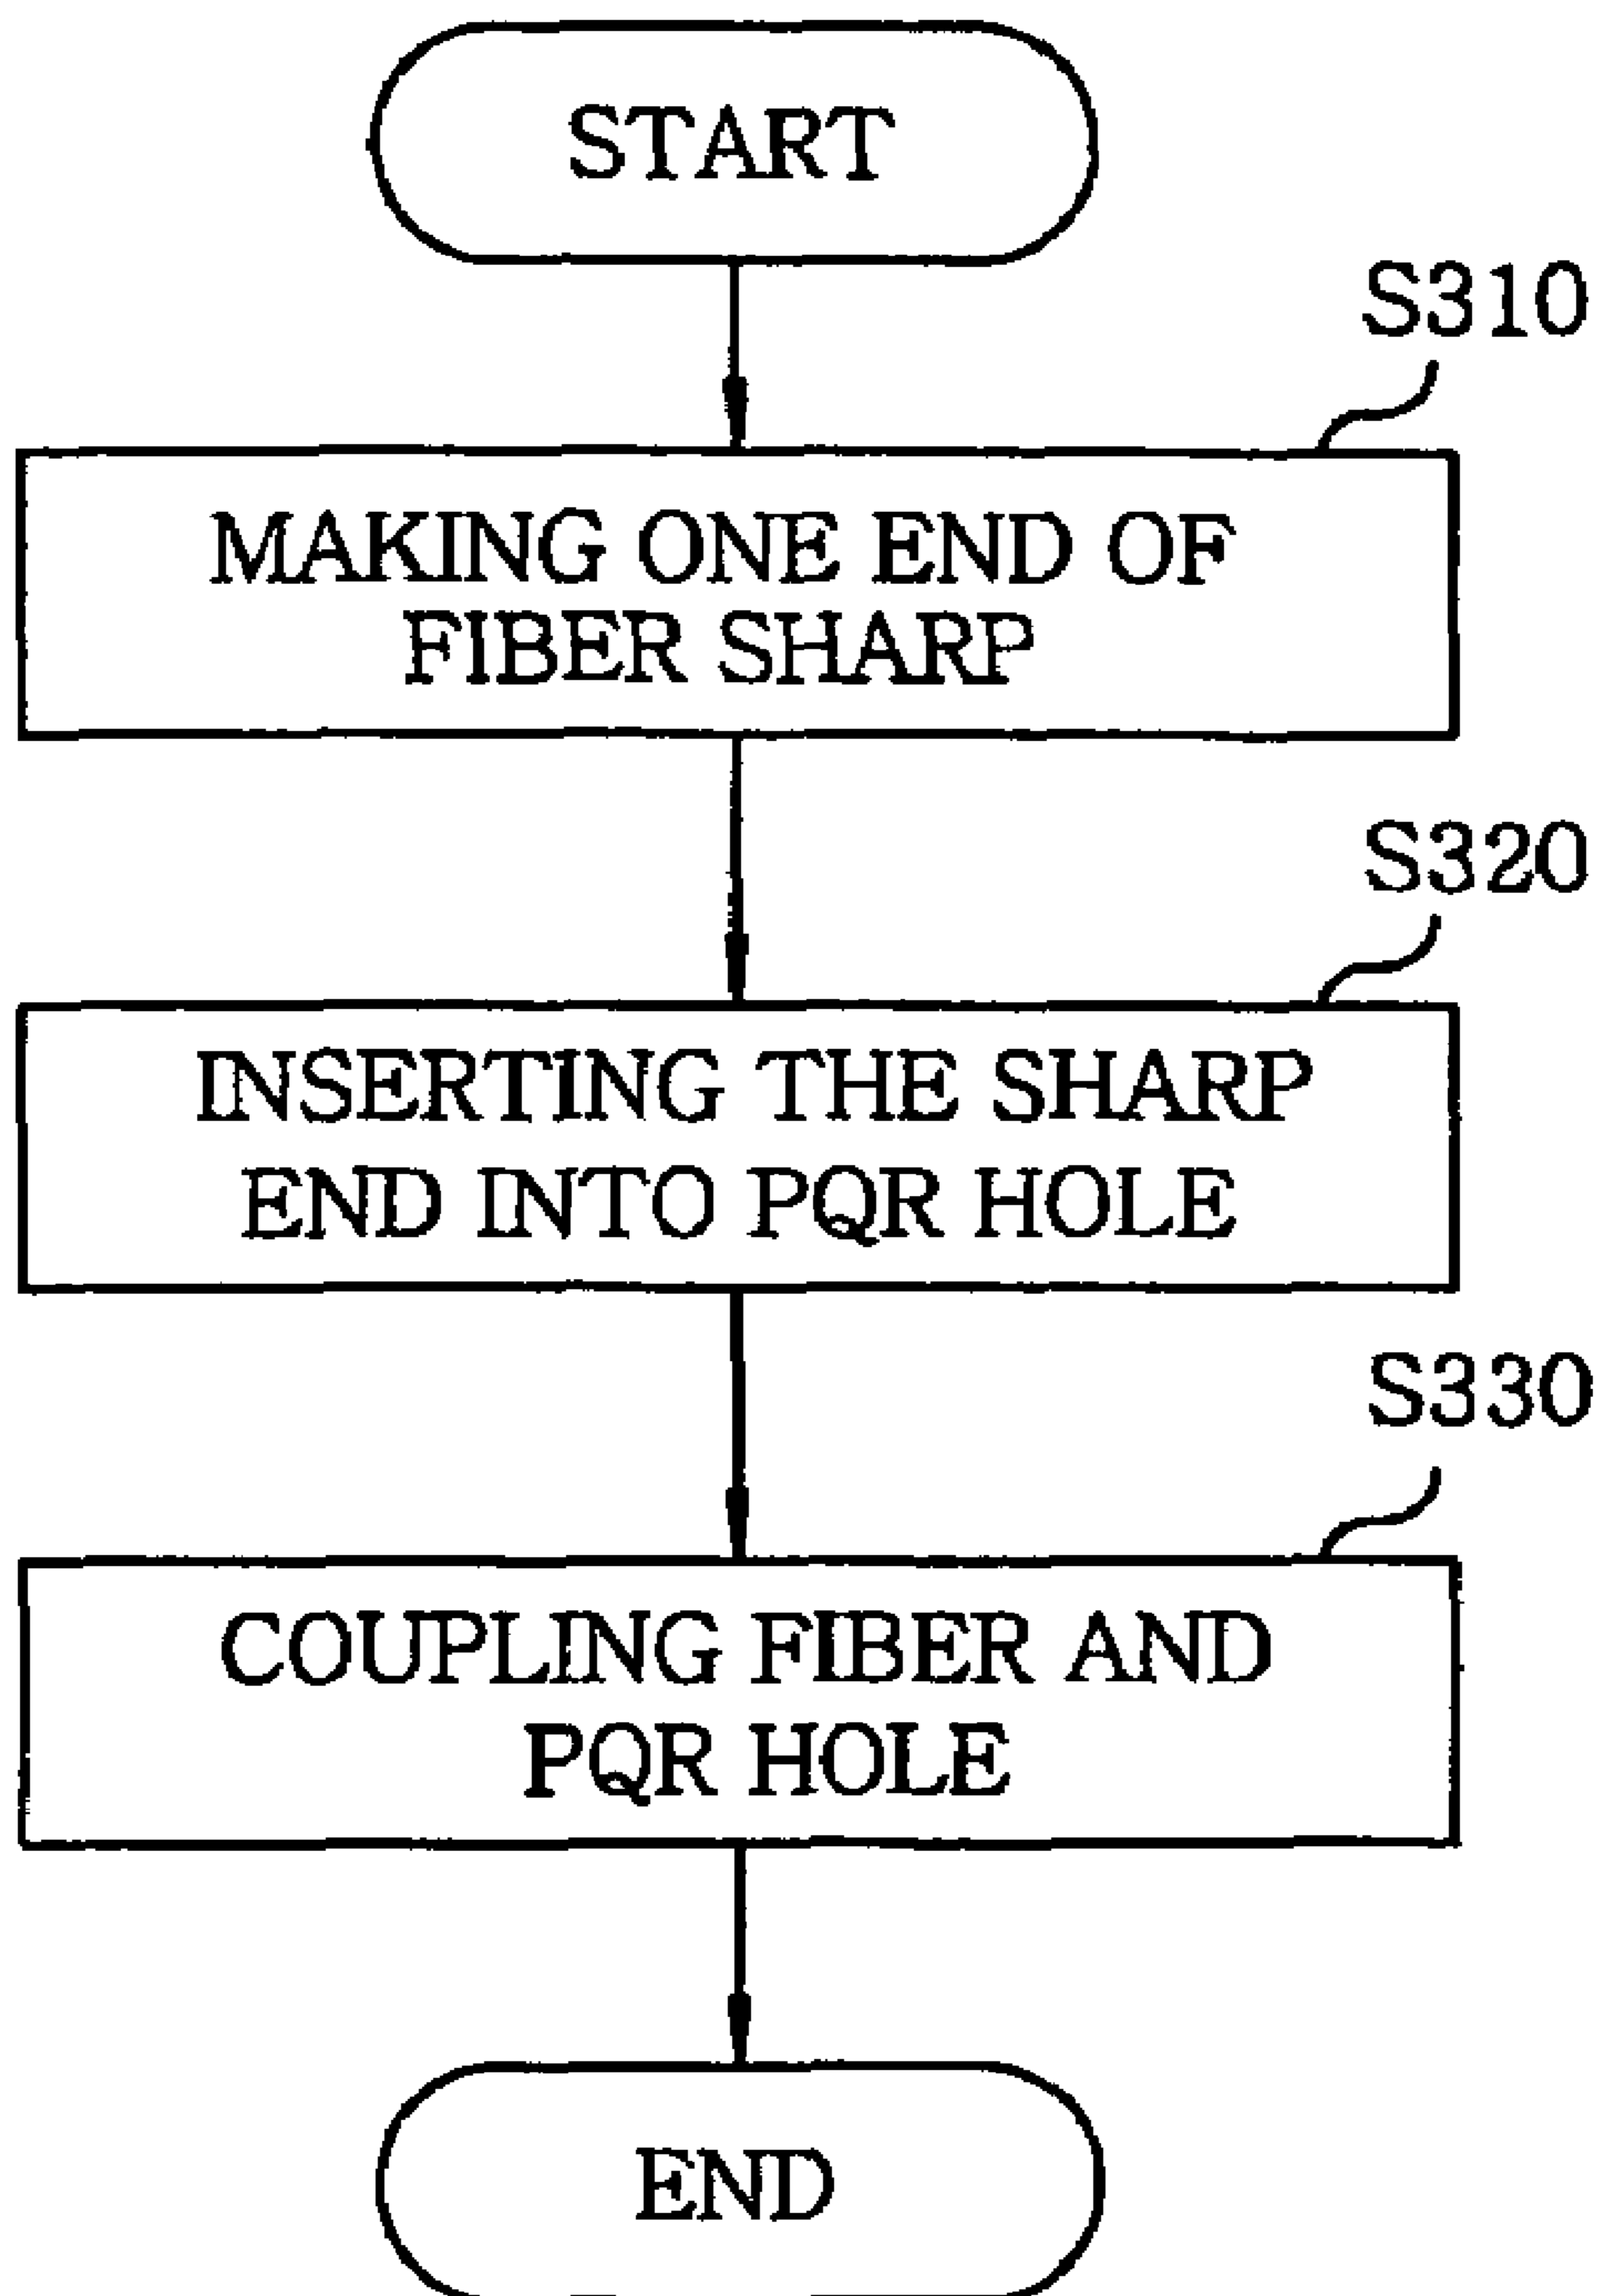 START
S310
MAKING ONE END OF
FIBER SHARP
S320
INSERTING THE SHARP
END INTO PQR HOLE
S330
COUPLING FIBER AND
PQR HOLE
END